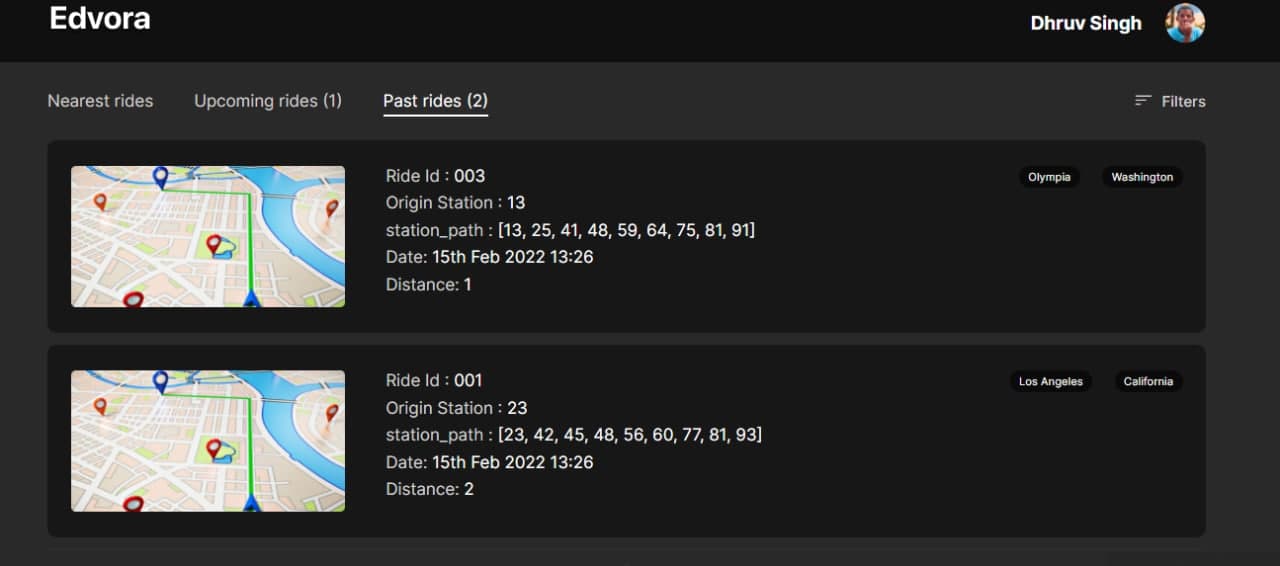 Edvora
Dhruv Singh
Nearest rides Upcoming rides (1) Past rides (2) Filters
Ride Id : 003
Origin Station : 13
station_path : [13, 25, 41, 48, 59, 64, 75, 81, 91]
Date: 15th Feb 2022 13:26
Distance: 1
Olympia Washington
Ride Id : 001
Origin Station : 23
station_path : [23, 42, 45, 48, 56, 60, 77, 81, 93]
Date: 15th Feb 2022 13:26
Distance: 2
Los Angeles California